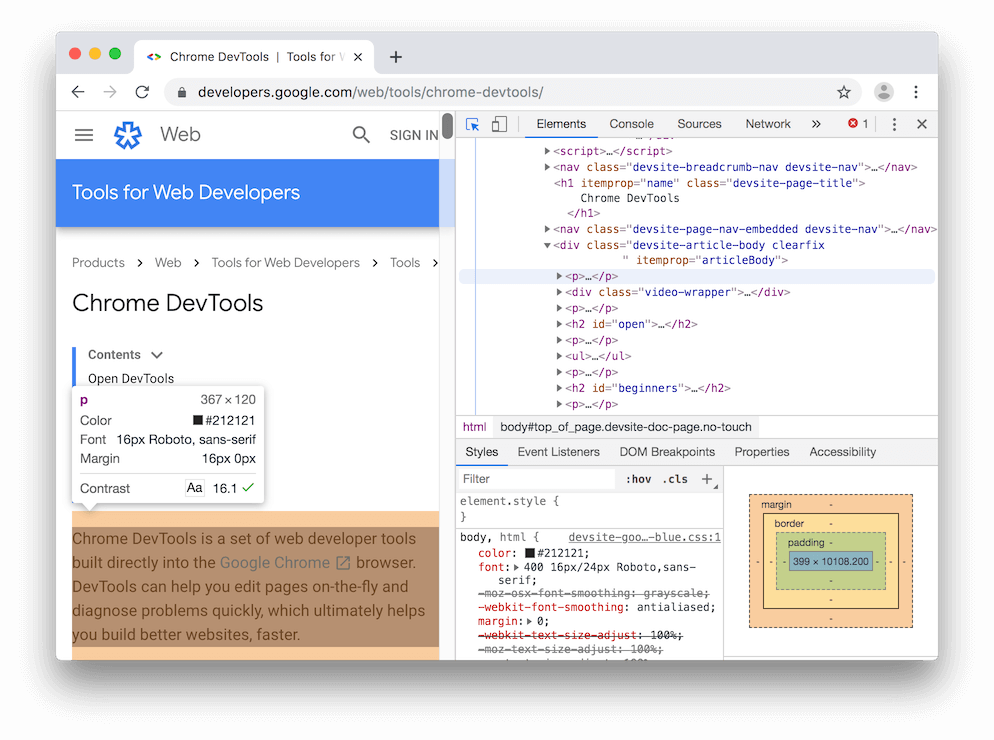 Chrome DevTools | Tools for W
developers.google.com/web/tools/chrome-devtools/
Web
SIGN IN
Tools for Web Developers
Products > Web > Tools for Web Developers > Tools >
Chrome DevTools
Contents
Open DevTools
p 367 × 120
Color #212121
Font 16px Roboto, sans-serif
Margin 16px 0px
Contrast Aa 16.1 ✓
Chrome DevTools is a set of web developer tools
built directly into the Google Chrome browser.
DevTools can help you edit pages on-the-fly and
diagnose problems quickly, which ultimately helps
you build better websites, faster.
Elements Console Sources Network » 1
<script>…</script>
<nav class="devsite-breadcrumb-nav devsite-nav">…</nav>
<h1 itemprop="name" class="devsite-page-title">
Chrome DevTools
</h1>
<nav class="devsite-page-nav-embedded devsite-nav">…</nav>
<div class="devsite-article-body clearfix
" itemprop="articleBody">
<p>…</p>
<div class="video-wrapper">…</div>
<p>…</p>
<h2 id="open">…</h2>
<p>…</p>
<ul>…</ul>
<p>…</p>
<h2 id="beginners">…</h2>
<p>…</p>
html body#top_of_page.devsite-doc-page.no-touch
Styles Event Listeners DOM Breakpoints Properties Accessibility
Filter :hov .cls +
element.style {
}
body, html { devsite-goo…-blue.css:1
color: #212121;
font: 400 16px/24px Roboto,sans-
serif;
-moz-osx-font-smoothing: grayscale;
-webkit-font-smoothing: antialiased;
margin: 0;
-webkit-text-size-adjust: 100%;
-moz-text-size-adjust: 100%;
margin -
border -
padding -
- - - 399 × 10108.200 - - -
-
-
-